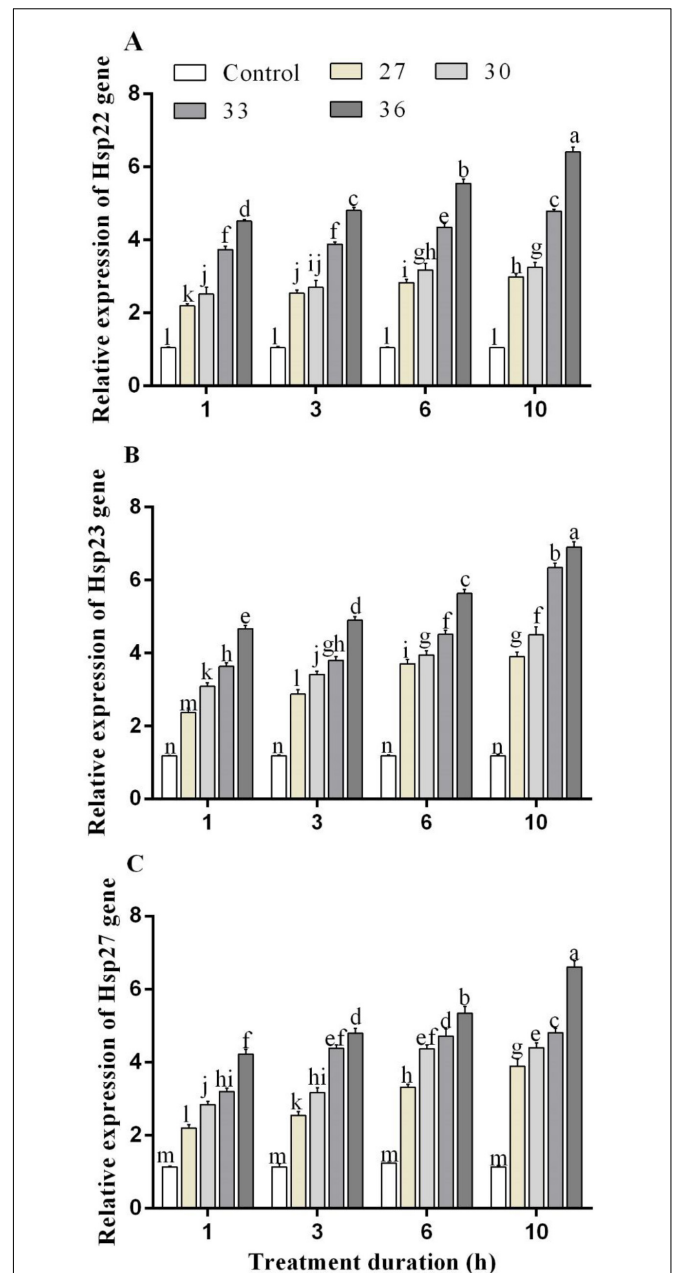 A
Control 27 30
33 36
Relative expression of Hsp22 gene
8
6
4
2
0
l k j f d
l j ij f c
l i gh e b
l h g c a
1 3 6 10
B
Relative expression of Hsp23 gene
8
6
4
2
0
n m k h e
n l j gh d
n i g f c
n g f b a
1 3 6 10
C
Relative expression of Hsp27 gene
8
6
4
2
0
m l j hi f
m k hi ef d
m h ef d b
m g e c a
1 3 6 10
Treatment duration (h)